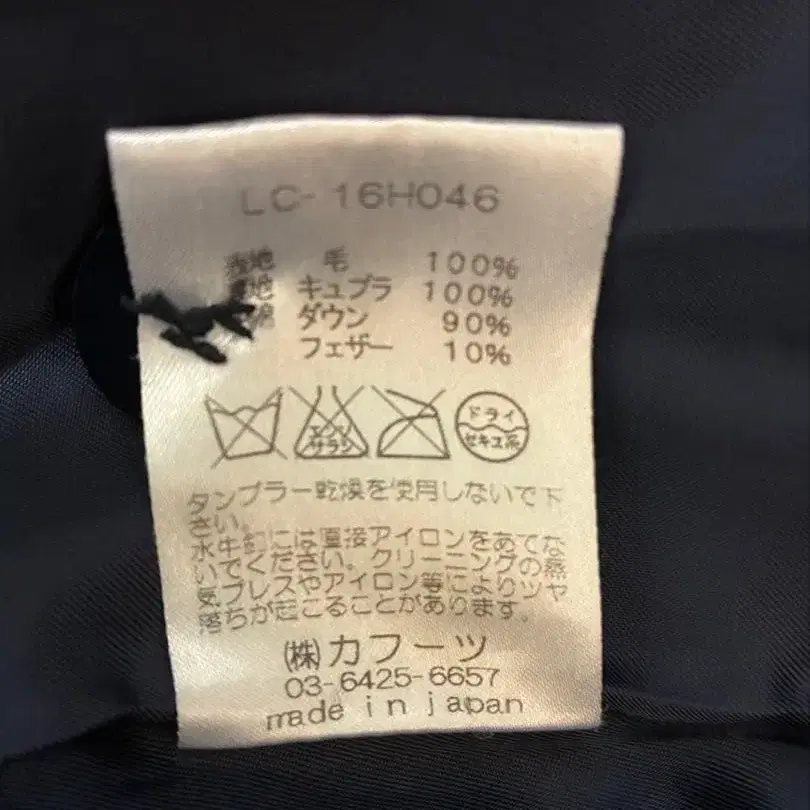 LC-16H046
表地 毛 100%
裏地 キュプラ 100%
綿 ダウン 90%
フェザー 10%
エンソ
サラシ
ドライ
セキユ系
タンブラー乾燥を使用しないで下
さい。
水牛釦には直接アイロンをあてな
いでください。クリーニングの蒸
気プレスやアイロン等によりツヤ
落ちが起こることがあります。
(株)カフーツ
03-6425-6657
made in japan